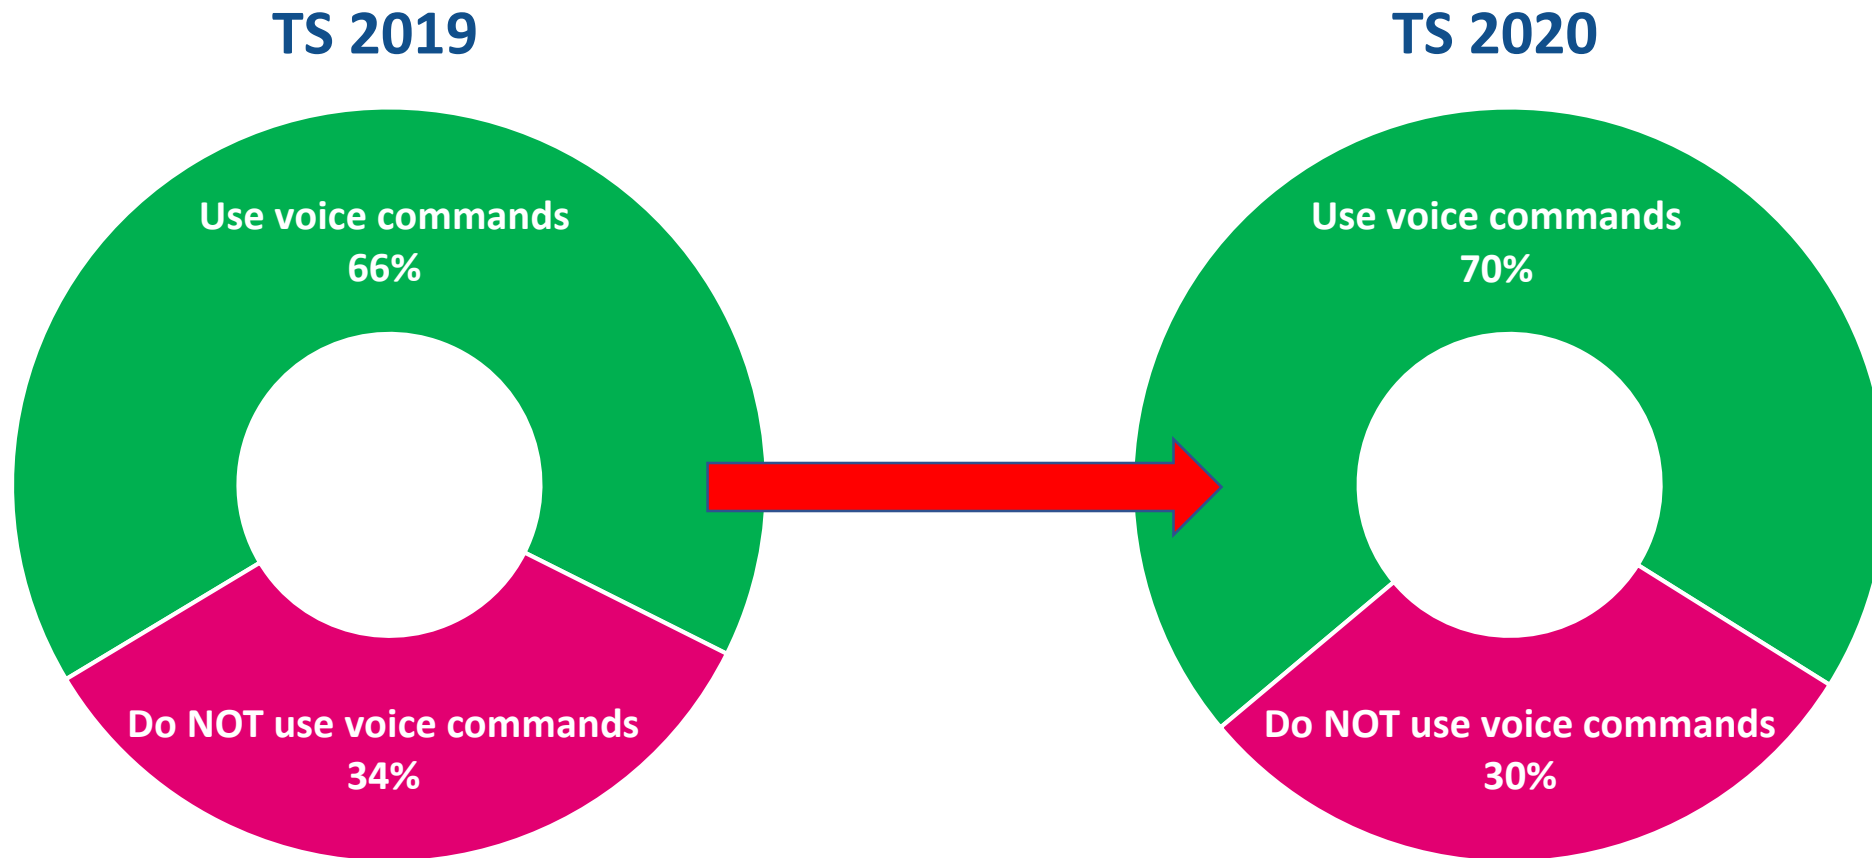 TS 2019
Use voice commands
66%
Do NOT use voice commands
34%
TS 2020
Use voice commands
70%
Do NOT use voice commands
30%